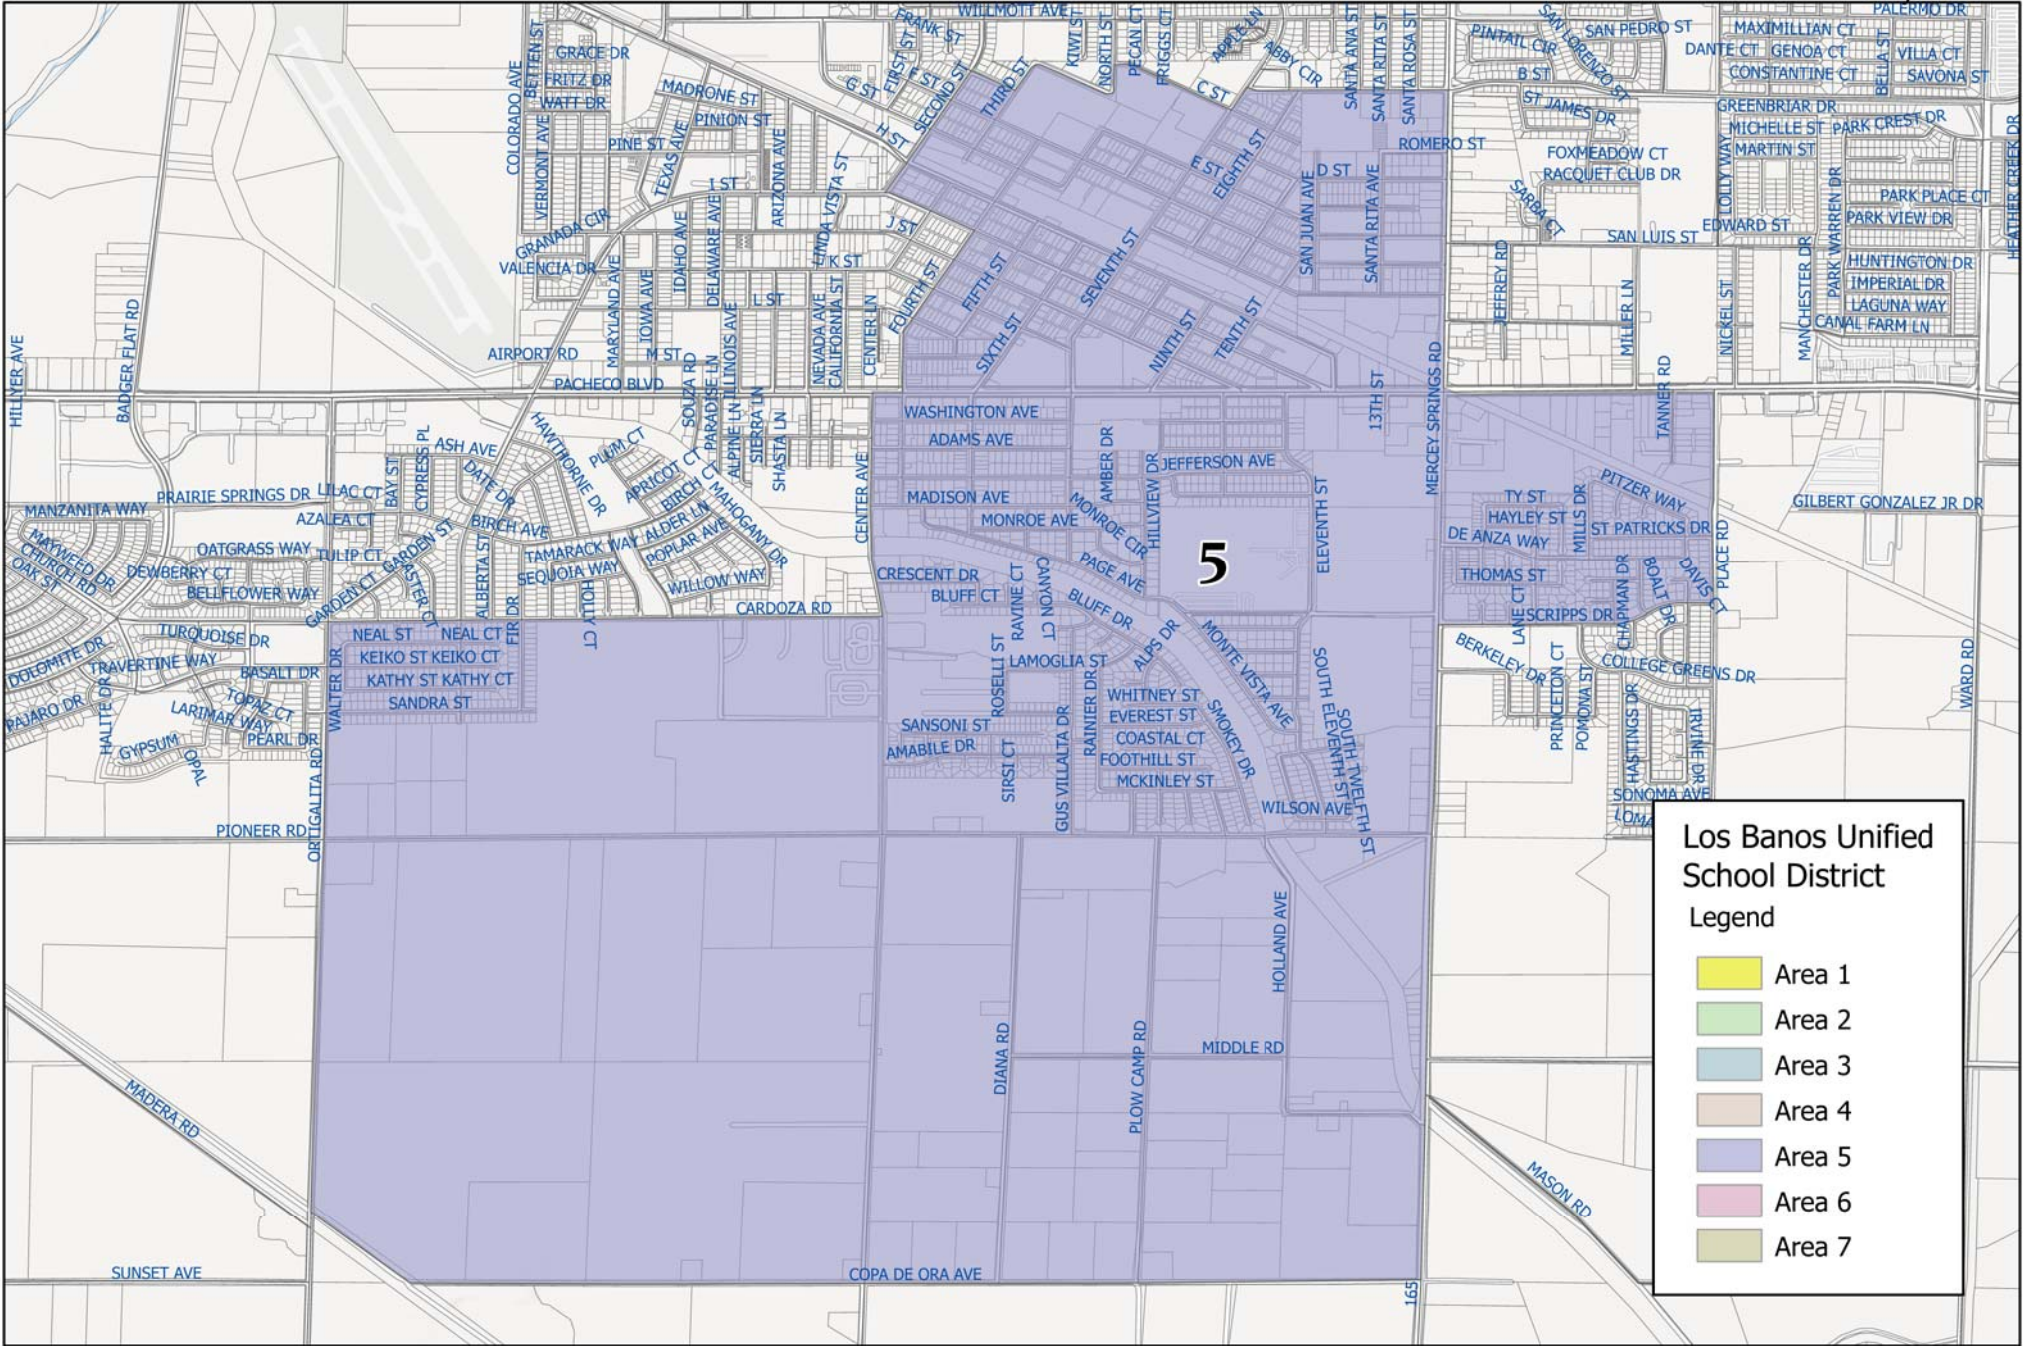 WILLMOTT AVE
PALERMO DR
FRANK ST
KIWI ST
NORTH ST
PECAN CT
FRIGGS CT
APPLE LN
ABBY CIR
SANTA ANA ST
SANTA RITA ST
SANTA ROSA ST
PINTAIL CIR
SAN LORENZO ST
SAN PEDRO ST
MAXIMILLIAN CT
DANTE CT
GENOA CT
BELLA ST
VILLA CT
CONSTANTINE CT
SAVONA ST
BETTEN ST
GRACE DR
FRITZ DR
WATT DR
COLORADO AVE
VERMONT AVE
MADRONE ST
PINION ST
PINE ST
TEXAS AVE
ARIZONA AVE
I ST
G ST
FIRST ST
F ST
SECOND ST
THIRD ST
H ST
C ST
B ST
ST JAMES DR
GREENBRIAR DR
MICHELLE ST
PARK CREST DR
MARTIN ST
ROMERO ST
FOXMEADOW CT
RACQUET CLUB DR
LOLLY WAY
HEATHER CREEK DR
E ST
EIGHTH ST
D ST
SAN JUAN AVE
SANTA RITA AVE
SARBA CT
PARK WARREN DR
PARK PLACE CT
PARK VIEW DR
EDWARD ST
SAN LUIS ST
GRANADA CIR
VALENCIA DR
MARYLAND AVE
IOWA AVE
IDAHO AVE
DELAWARE AVE
LINDA VISTA ST
J ST
K ST
L ST
M ST
ILLINOIS AVE
NEVADA AVE
CALIFORNIA ST
CENTER LN
FOURTH ST
FIFTH ST
SIXTH ST
SEVENTH ST
NINTH ST
TENTH ST
JEFFREY RD
MILLER LN
NICKEL ST
MANCHESTER DR
HUNTINGTON DR
IMPERIAL DR
LAGUNA WAY
CANAL FARM LN
HILLYER AVE
BADGER FLAT RD
AIRPORT RD
PACHECO BLVD
SOUZA RD
PARADISE LN
ALPINE LN
SIERRA LN
SHASTA LN
13TH ST
MERCEY SPRINGS RD
TANNER RD
WASHINGTON AVE
ADAMS AVE
MADISON AVE
MONROE AVE
MONROE CIR
AMBER DR
HILLVIEW DR
JEFFERSON AVE
ELEVENTH ST
PAGE AVE
5
CENTER AVE
HAWTHORNE DR
PLUM CT
APRICOT CT
BIRCH CT
MAHOGANY DR
ASH AVE
DATE DR
BAY ST
CYPRESS PL
PRAIRIE SPRINGS DR
LILAC CT
MANZANITA WAY
AZALEA CT
BIRCH AVE
TAMARACK WAY
ALDER LN
POPLAR AVE
SEQUOIA WAY
WILLOW WAY
OATGRASS WAY
TULIP CT
GARDEN ST
MAYWEED DR
CHURCH RD
OAK ST
DEWBERRY CT
BELLFLOWER WAY
GARDEN CT
ASTER CT
ALBERTA ST
FIR DR
HOLLY CT
CARDOZA RD
PITZER WAY
TY ST
HAYLEY ST
MILLS DR
ST PATRICKS DR
DE ANZA WAY
THOMAS ST
CHAPMAN DR
BOALT DR
DAVIS CT
PLACE RD
LANE CT
SCRIPPS DR
GILBERT GONZALEZ JR DR
WARD RD
CRESCENT DR
BLUFF CT
RAVINE CT
CANYON CT
BLUFF DR
ALPS DR
MONTE VISTA AVE
ROSELLI ST
LAMOGLIA ST
RAINIER DR
WHITNEY ST
EVEREST ST
COASTAL CT
FOOTHILL ST
MCKINLEY ST
SMOKEY DR
SANSONI ST
AMABILE DR
SIRSI CT
GUS VILLALTA DR
WILSON AVE
SOUTH ELEVENTH ST
SOUTH TWELFTH ST
BERKELEY DR
PRINCETON CT
POMONA ST
COLLEGE GREENS DR
HASTINGS DR
IRVINE DR
SONOMA AVE
LOMA
TURQUOISE DR
DOLOMITE DR
TRAVERTINE WAY
BASALT DR
TOPAZ CT
LARIMAR WAY
PEARL DR
PAJARO DR
HALITE DR
GYPSUM
OPAL
NEAL ST
NEAL CT
KEIKO ST
KEIKO CT
KATHY ST
KATHY CT
SANDRA ST
WALTER DR
ORTIGALITA RD
PIONEER RD
HOLLAND AVE
MIDDLE RD
DIANA RD
PLOW CAMP RD
MADERA RD
MASON RD
SUNSET AVE
COPA DE ORA AVE
165
Los Banos Unified
School District
Legend
Area 1
Area 2
Area 3
Area 4
Area 5
Area 6
Area 7